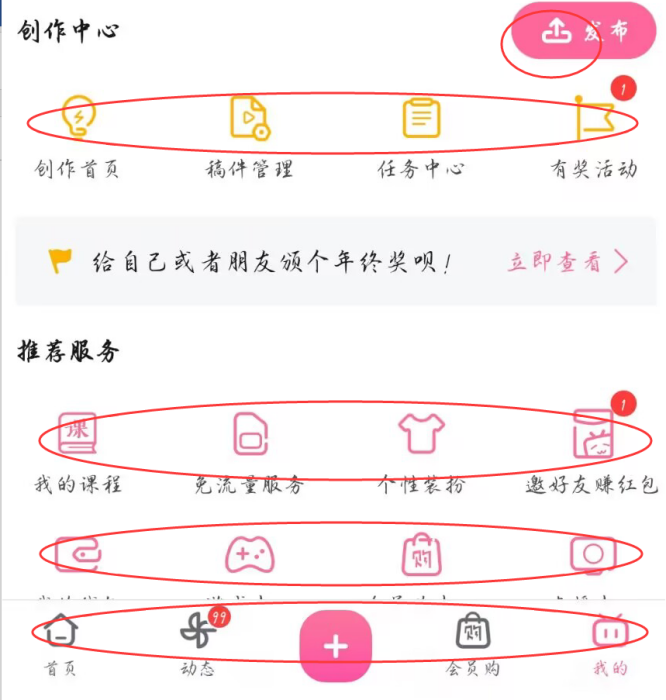 创作中心
发布
1
创作首页 稿件管理 任务中心 有奖活动
给自己或者朋友颁个年终奖呗! 立即查看
推荐服务
课
1
我的课程 免流量服务 个性装扮 邀好友赚红包
购
99
购
首页 动态 会员购 我的